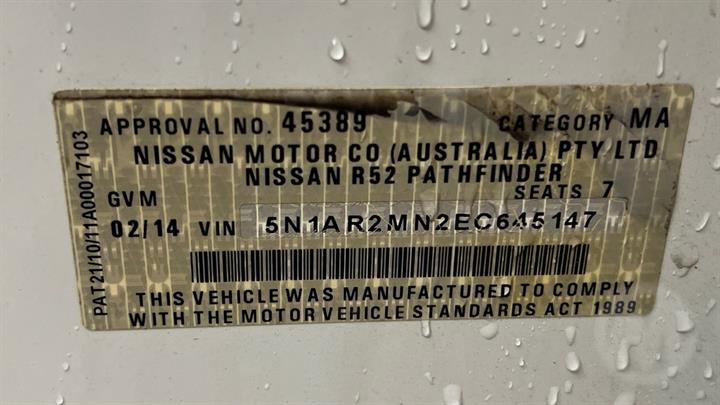 APPROVAL NO. 45389 CATEGORY MA
NISSAN MOTOR CO (AUSTRALIA) PTY LTD
NISSAN R52 PATHFINDER
GVM SEATS 7
02/14 VIN 5N1AR2MN2EC645147
THIS VEHICLE WAS MANUFACTURED TO COMPLY
WITH THE MOTOR VEHICLE STANDARDS ACT 1989
PAT21/10/11A00017103